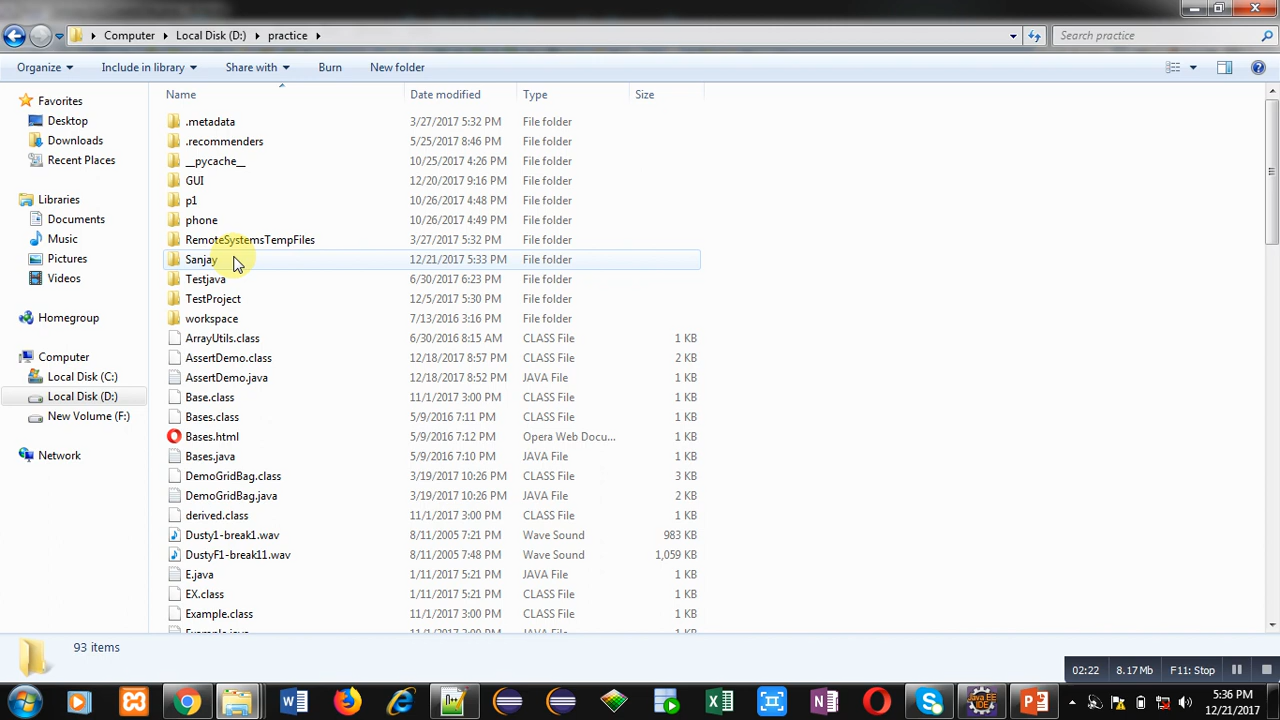 Computer Local Disk (D:) practice Search practice
Organize Include in library Share with Burn New folder
Favorites
Desktop
Downloads
Recent Places
Libraries
Documents
Music
Pictures
Videos
Homegroup
Computer
Local Disk (C:)
Local Disk (D:)
New Volume (F:)
Network
Name Date modified Type Size
.metadata 3/27/2017 5:32 PM File folder
.recommenders 5/25/2017 8:46 PM File folder
__pycache__ 10/25/2017 4:26 PM File folder
GUI 12/20/2017 9:16 PM File folder
p1 10/26/2017 4:48 PM File folder
phone 10/26/2017 4:49 PM File folder
RemoteSystemsTempFiles 3/27/2017 5:32 PM File folder
Sanjay 12/21/2017 5:33 PM File folder
Testjava 6/30/2017 6:23 PM File folder
TestProject 12/5/2017 5:30 PM File folder
workspace 7/13/2016 3:16 PM File folder
ArrayUtils.class 6/30/2016 8:15 AM CLASS File 1 KB
AssertDemo.class 12/18/2017 8:57 PM CLASS File 2 KB
AssertDemo.java 12/18/2017 8:52 PM JAVA File 1 KB
Base.class 11/1/2017 3:00 PM CLASS File 1 KB
Bases.class 5/9/2016 7:11 PM CLASS File 1 KB
Bases.html 5/9/2016 7:12 PM Opera Web Docu... 1 KB
Bases.java 5/9/2016 7:10 PM JAVA File 1 KB
DemoGridBag.class 3/19/2017 10:26 PM CLASS File 3 KB
DemoGridBag.java 3/19/2017 10:26 PM JAVA File 2 KB
derived.class 11/1/2017 3:00 PM CLASS File 1 KB
Dusty1-break1.wav 8/11/2005 7:21 PM Wave Sound 983 KB
DustyF1-break11.wav 8/11/2005 7:48 PM Wave Sound 1,059 KB
E.java 1/11/2017 5:21 PM JAVA File 1 KB
EX.class 1/11/2017 5:21 PM CLASS File 1 KB
Example.class 11/1/2017 3:00 PM CLASS File 1 KB
Example.java 11/1/2017 3:00 PM JAVA File 1 KB
93 items
02:22 8.17Mb F11: Stop
5:36 PM
12/21/2017